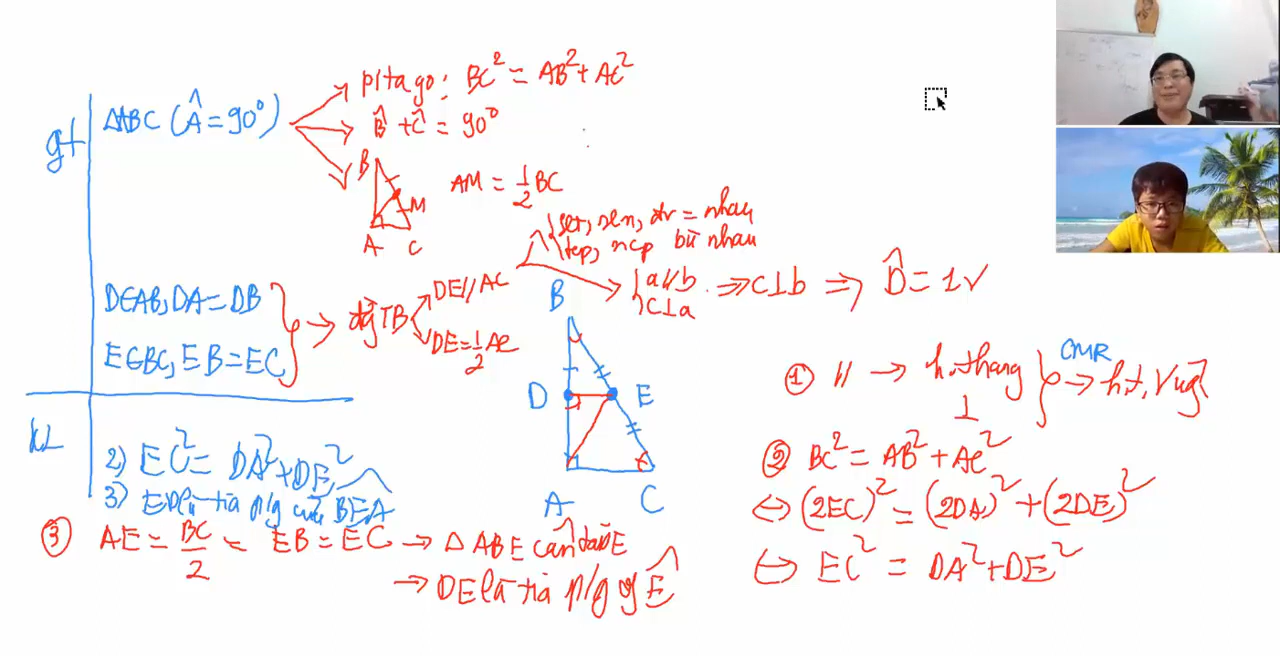 gt
ΔABC (Â = 90°)
pitago: BC² = AB² + AC²
B̂ + Ĉ = 90°
B
M
A C
AM = 1/2 BC
D∈AB, DA = DB
E∈BC, EB = EC
đg TB
DE // AC
DE = 1/2 AC
slt, sln, đv = nhau
tcp, ncp bù nhau
a // b
c ⊥ a
⇒ c ⊥ b ⇒ D̂ = 1v
B
D E
A C
KL
2) EC² = DA² + DE²
3) ED là tia p/g của BEA
① // → h.thang
⊥
CMR
→ h.t. vug
② BC² = AB² + AC²
⇔ (2EC)² = (2DA)² + (2DE)²
⇔ EC² = DA² + DE²
③ AE = BC/2 = EB = EC → Δ ABE cân tại E
→ DE là tia p/g of Ê